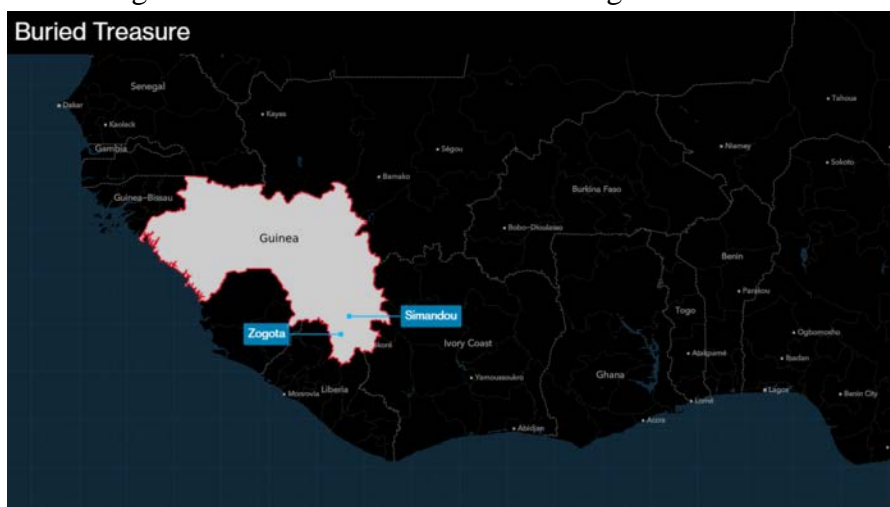 Buried Treasure
Senegal
Dakar
Kaolack
Kayes
Tahoua
Gambia
Ségou
Niamey
Sokoto
Bamako
Guinea-Bissau
Burkina Faso
Bobo-Dioulasso
Guinea
Benin
Parakou
Simandou
Togo
Zogota
Ivory Coast
Ogbomosho
Atakpamé
Ibadan
Ghana
Yamoussoukro
Monrovia
Liberia
Lagos
Benin City
Lomé
Accra
Abidjan